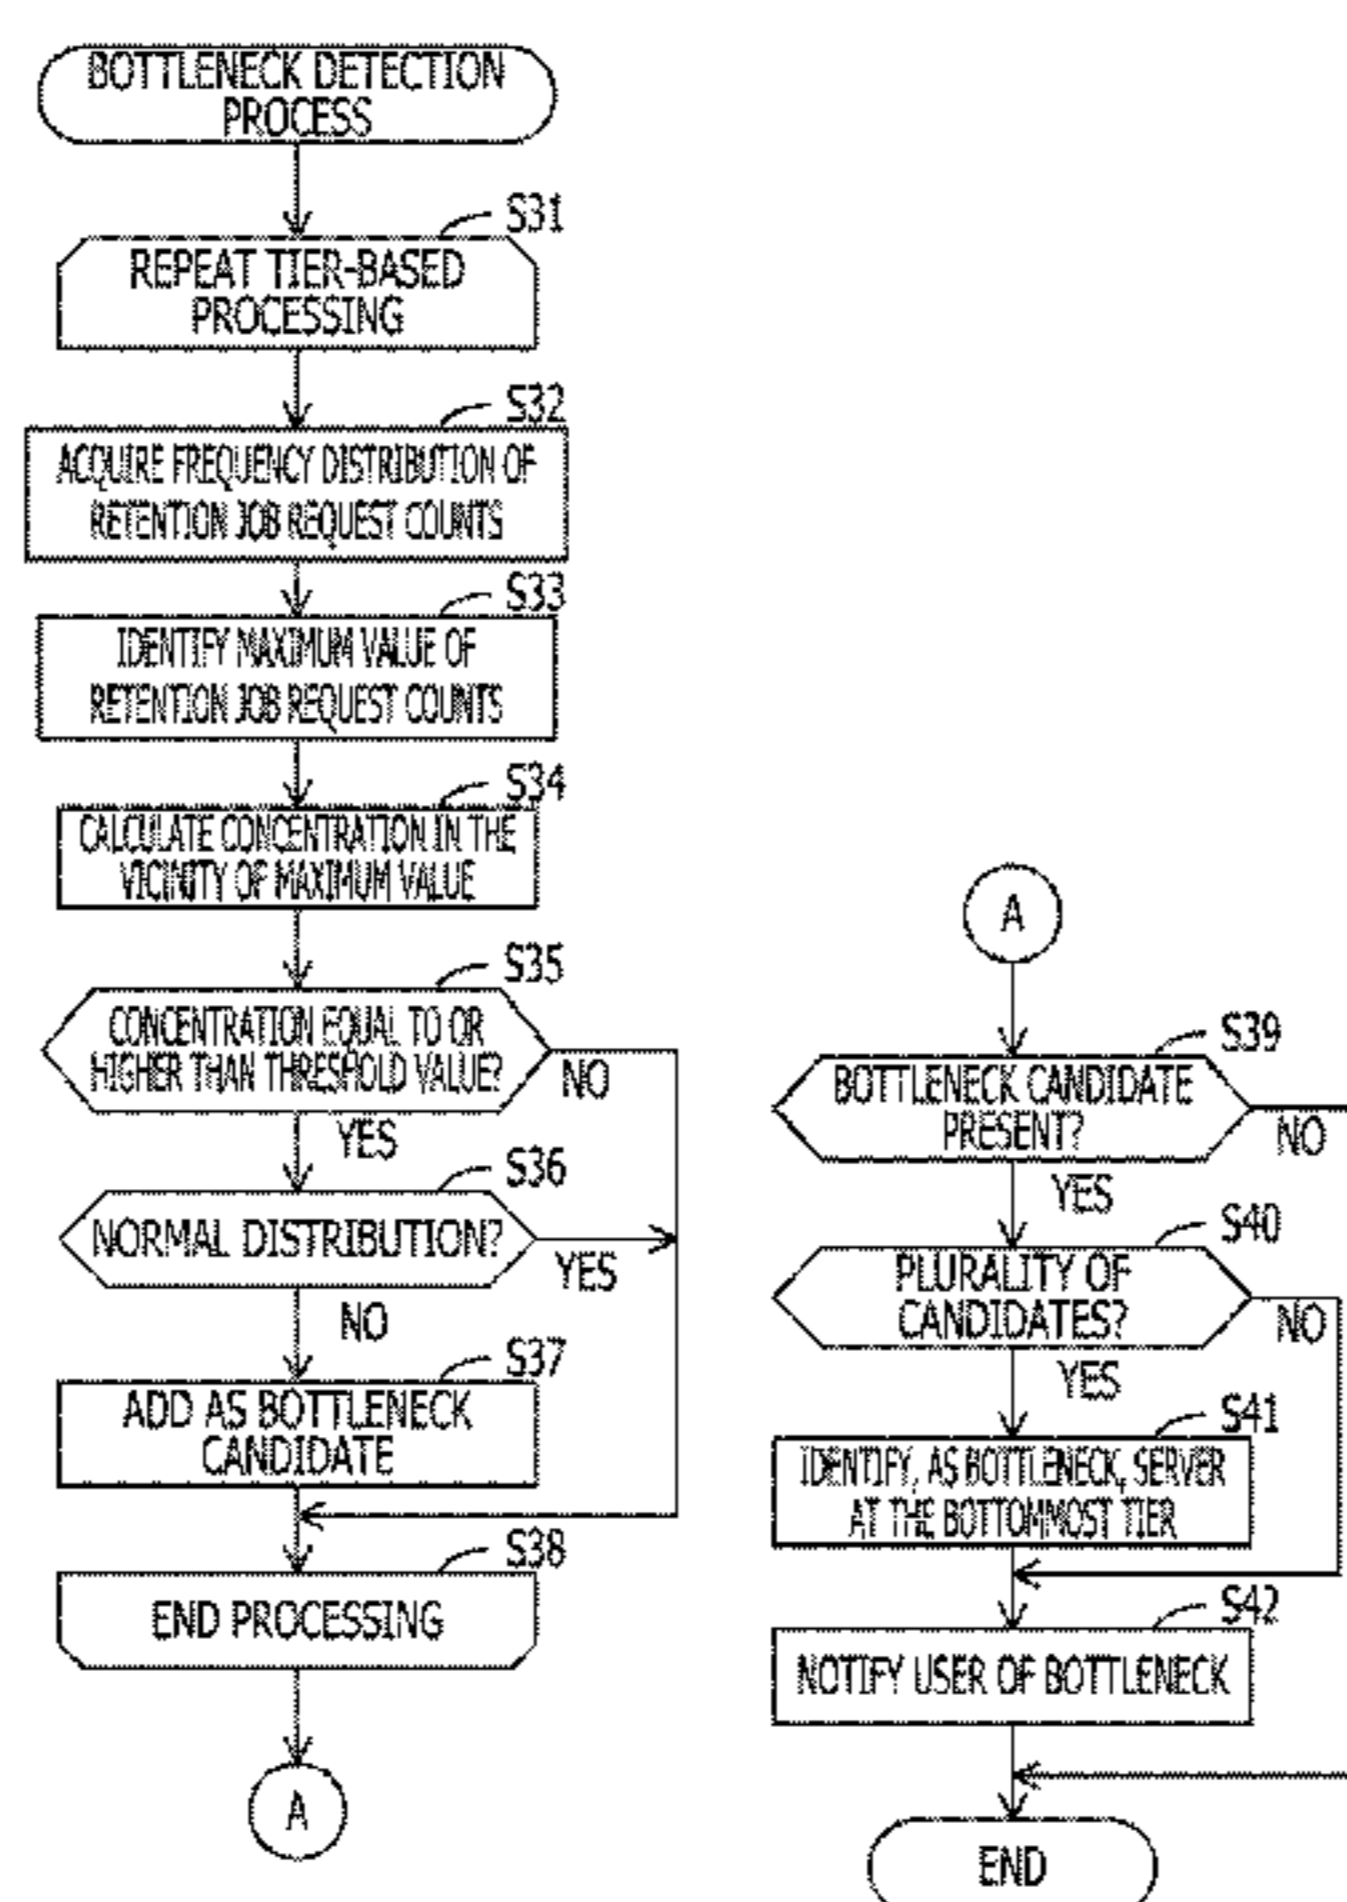 BOTTLENECK DETECTION
PROCESS
S31
REPEAT TIER-BASED
PROCESSING
S32
ACQUIRE FREQUENCY DISTRIBUTION OF
RETENTION JOB REQUEST COUNTS
S33
IDENTIFY MAXIMUM VALUE OF
RETENTION JOB REQUEST COUNTS
S34
CALCULATE CONCENTRATION IN THE
VICINITY OF MAXIMUM VALUE
S35
CONCENTRATION EQUAL TO OR
HIGHER THAN THRESHOLD VALUE?
NO
YES
S36
NORMAL DISTRIBUTION?
YES
NO
S37
ADD AS BOTTLENECK
CANDIDATE
S38
END PROCESSING
A
A
S39
BOTTLENECK CANDIDATE
PRESENT?
NO
YES
S40
PLURALITY OF
CANDIDATES?
NO
YES
S41
IDENTIFY, AS BOTTLENECK, SERVER
AT THE BOTTOMMOST TIER
S42
NOTIFY USER OF BOTTLENECK
END